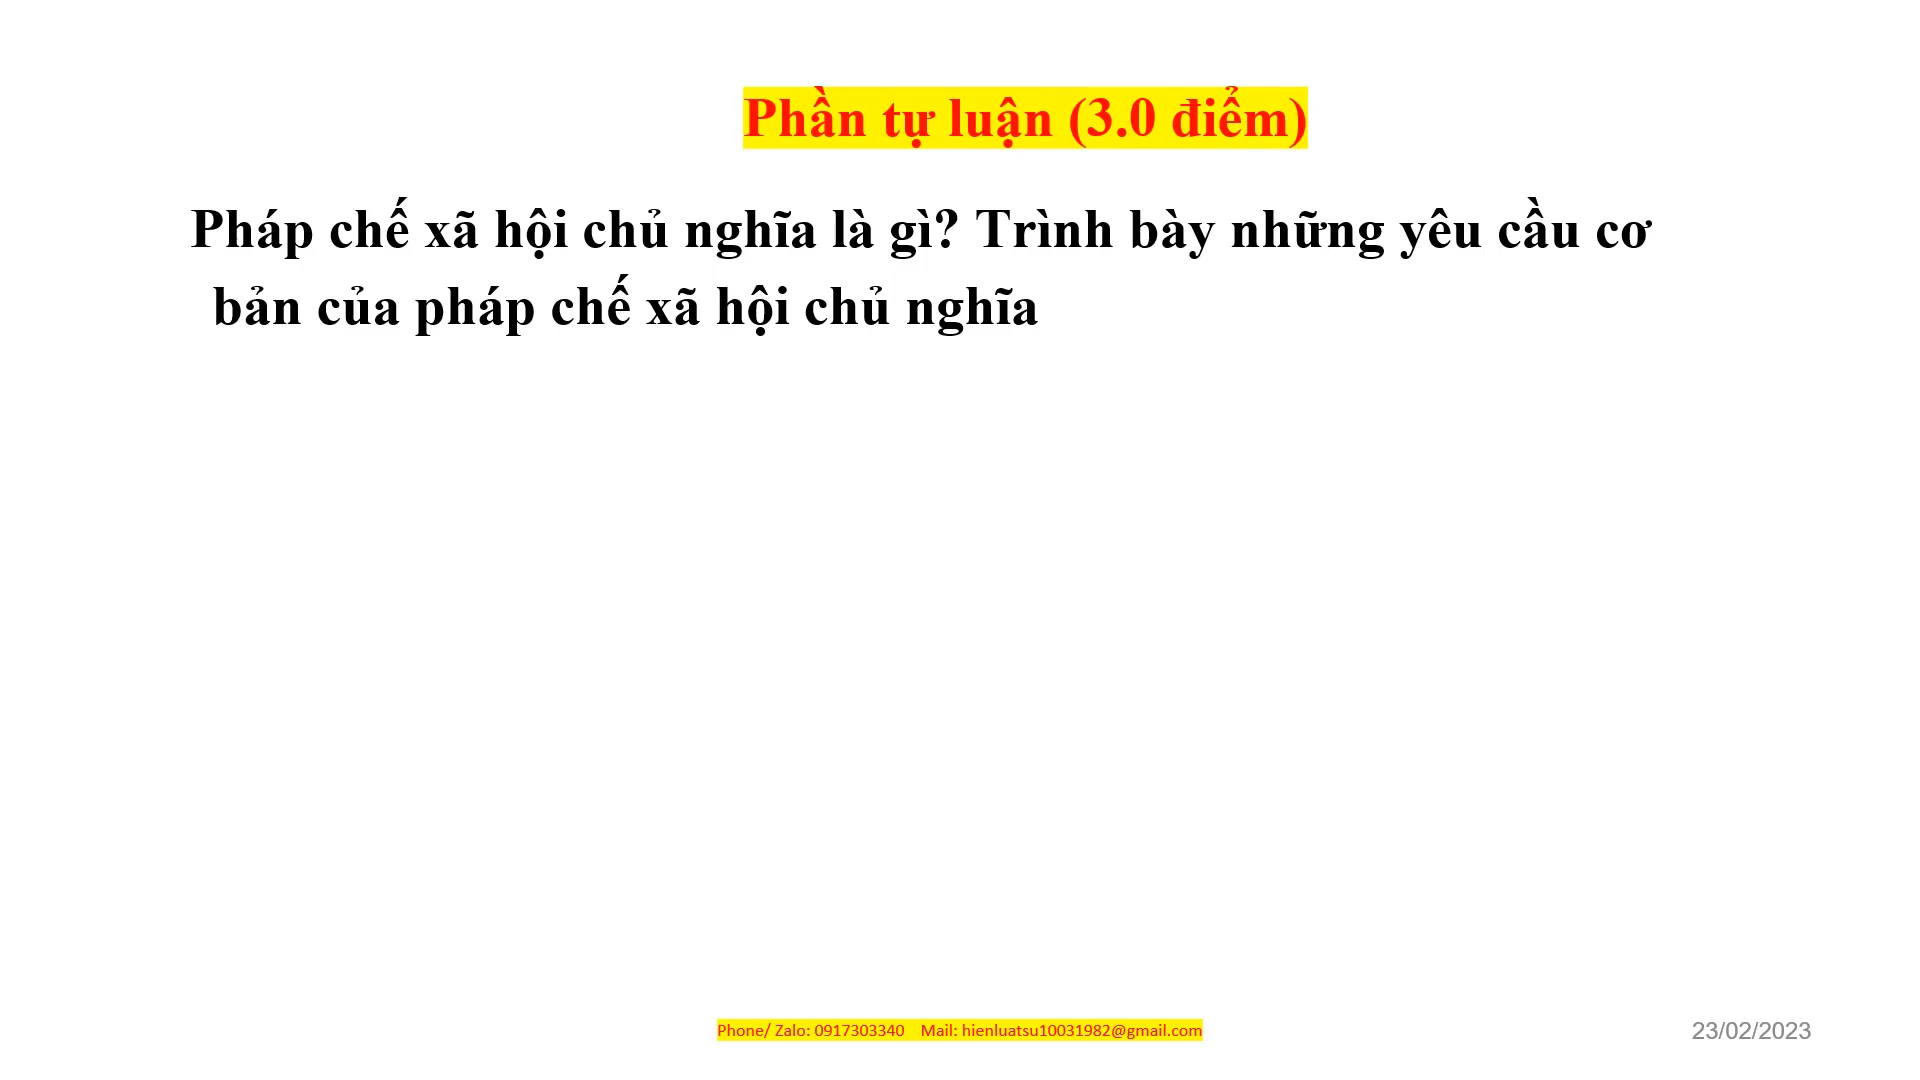 Phần tự luận (3.0 điểm)
Pháp chế xã hội chủ nghĩa là gì? Trình bày những yêu cầu cơ
bản của pháp chế xã hội chủ nghĩa
Phone/ Zalo: 0917303340 Mail: hienluatsu10031982@gmail.com
23/02/2023